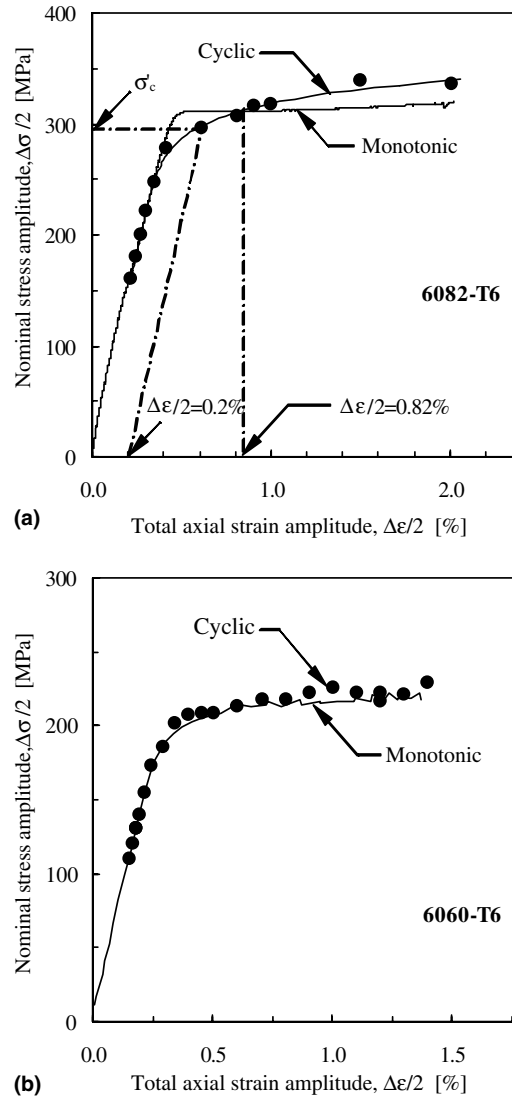 400
Cyclic
σ'c
300
Monotonic
200
6082-T6
100
Δε/2=0.2%
Δε/2=0.82%
0
0.0
1.0
2.0
Nominal stress amplitude,Δσ/2 [MPa]
(a)
Total axial strain amplitude, Δε/2 [%]
300
Cyclic
200
Monotonic
100
6060-T6
0
0.0
0.5
1.0
1.5
Nominal stress amplitude,Δσ/2 [MPa]
(b)
Total axial strain amplitude, Δε/2 [%]